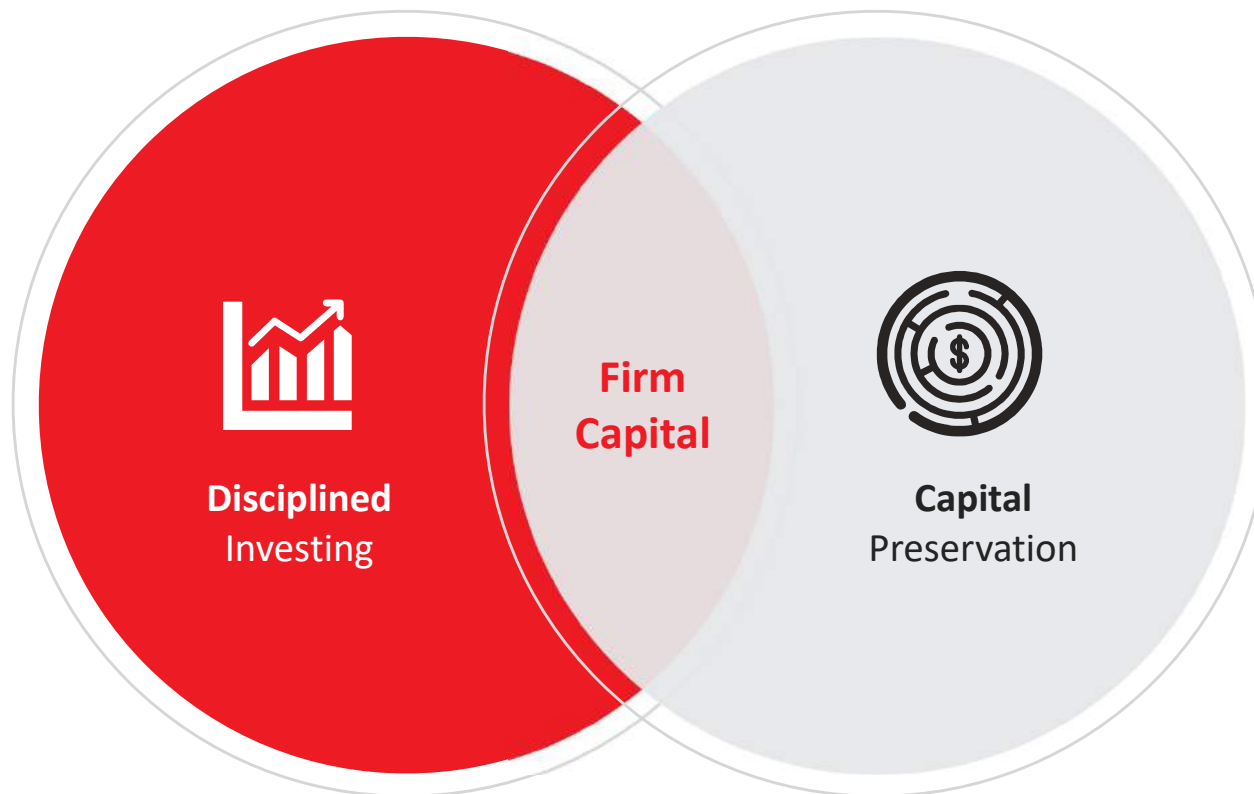 Disciplined
Investing
Firm
Capital
$
Capital
Preservation